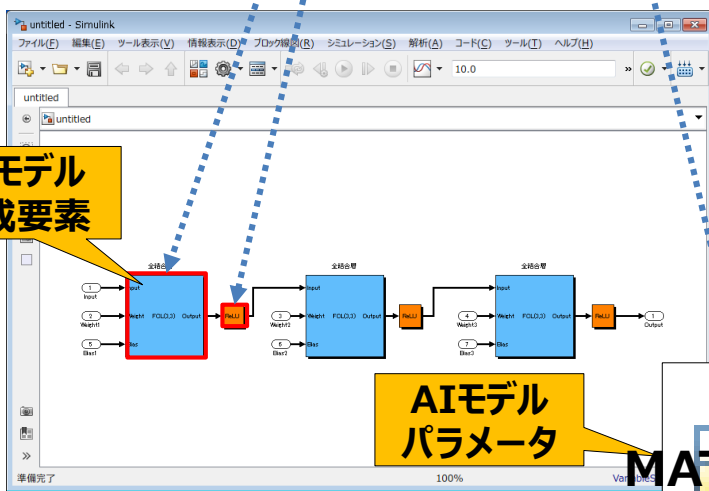 untitled - Simulink
ファイル(F) 編集(E) ツール表示(V) 情報表示(D) ブロック線図(R) シミュレーション(S) 解析(A) コード(C) ツール(T) ヘルプ(H)
10.0
»
untitled
untitled
モデル
成要素
全結合層
全結合層
1
Input
2
Weight1
5
Bias1
Input
Weight FCL(3,3) Output
Bias
ReLU
3
Weight2
6
Bias2
Input
Weight FCL(3,3) Output
Bias
ReLU
全結合層
4
Weight3
7
Bias3
Input
Weight FCL(3,3) Output
Bias
ReLU
1
Output
AIモデル
パラメータ
»
準備完了
100%
MAT